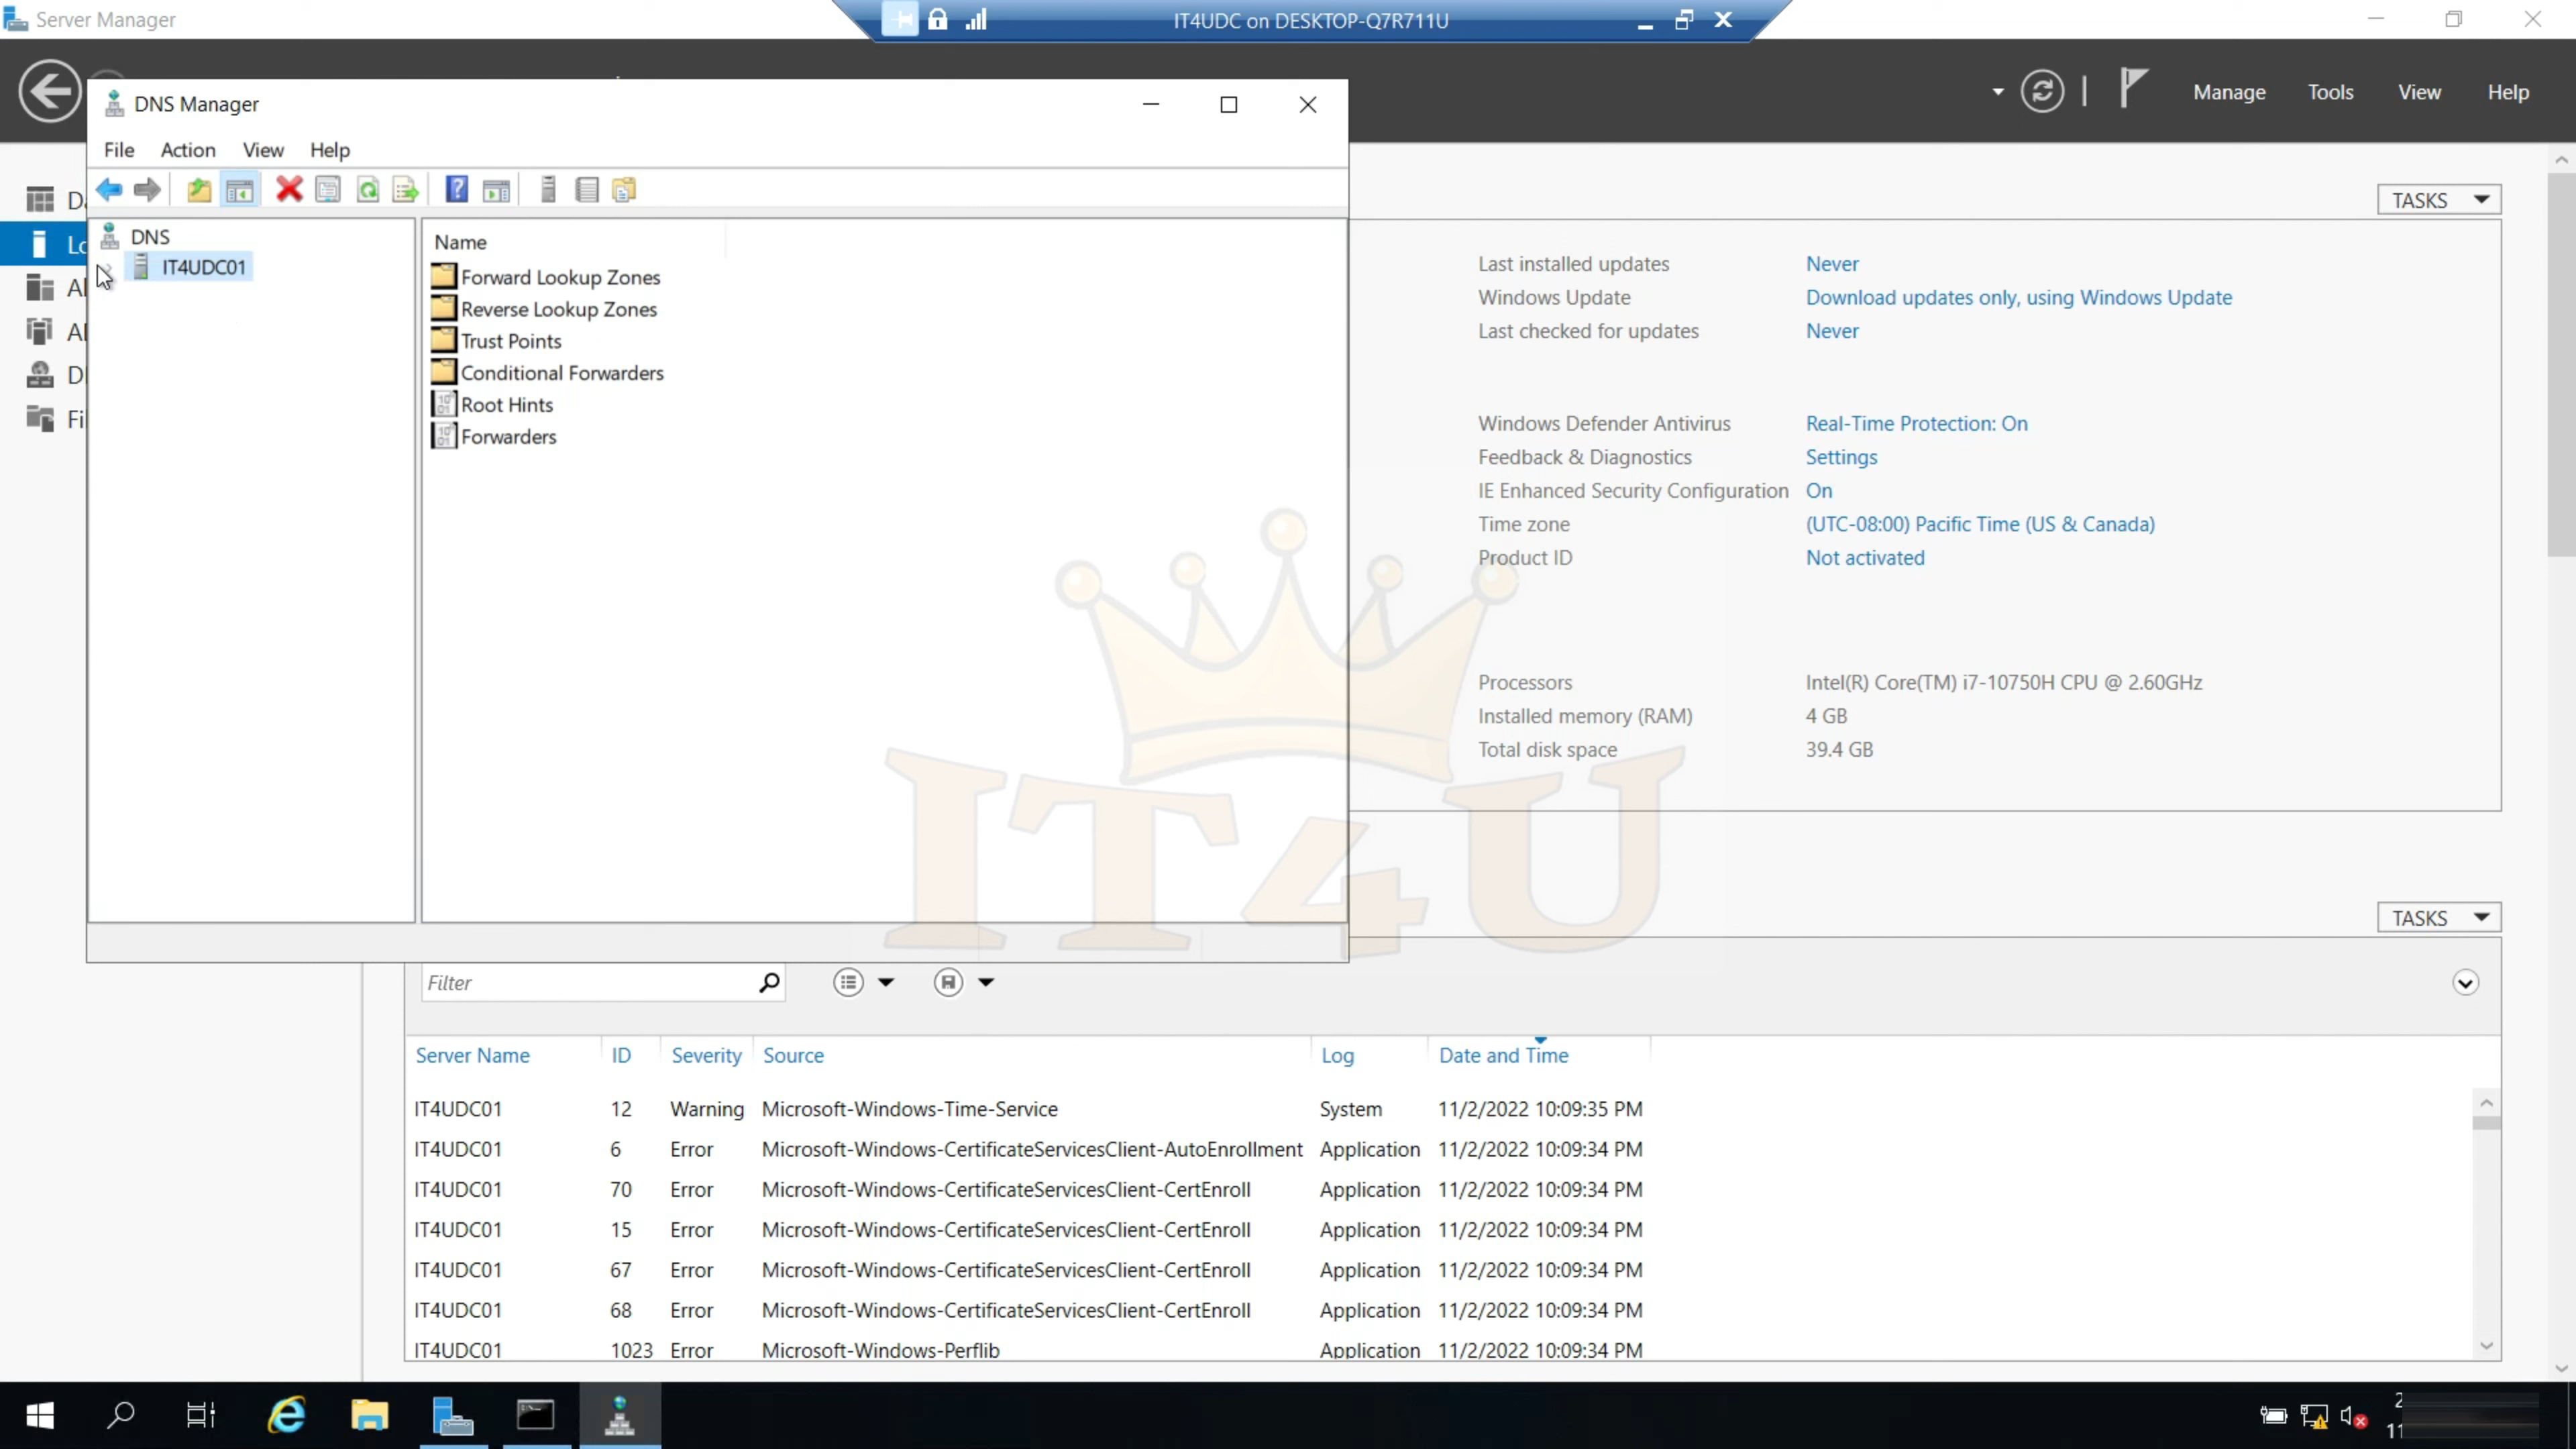 Server Manager
IT4UDC on DESKTOP-Q7R711U
Manage Tools View Help
DNS Manager
File Action View Help
DNS
IT4UDC01
Name
Forward Lookup Zones
Reverse Lookup Zones
Trust Points
Conditional Forwarders
Root Hints
Forwarders
TASKS
Last installed updates Never
Windows Update Download updates only, using Windows Update
Last checked for updates Never
Windows Defender Antivirus Real-Time Protection: On
Feedback & Diagnostics Settings
IE Enhanced Security Configuration On
Time zone (UTC-08:00) Pacific Time (US & Canada)
Product ID Not activated
Processors Intel(R) Core(TM) i7-10750H CPU @ 2.60GHz
Installed memory (RAM) 4 GB
Total disk space 39.4 GB
IT4U
TASKS
Filter
Server Name ID Severity Source Log Date and Time
IT4UDC01 12 Warning Microsoft-Windows-Time-Service System 11/2/2022 10:09:35 PM
IT4UDC01 6 Error Microsoft-Windows-CertificateServicesClient-AutoEnrollment Application 11/2/2022 10:09:34 PM
IT4UDC01 70 Error Microsoft-Windows-CertificateServicesClient-CertEnroll Application 11/2/2022 10:09:34 PM
IT4UDC01 15 Error Microsoft-Windows-CertificateServicesClient-CertEnroll Application 11/2/2022 10:09:34 PM
IT4UDC01 67 Error Microsoft-Windows-CertificateServicesClient-CertEnroll Application 11/2/2022 10:09:34 PM
IT4UDC01 68 Error Microsoft-Windows-CertificateServicesClient-CertEnroll Application 11/2/2022 10:09:34 PM
IT4UDC01 1023 Error Microsoft-Windows-Perflib Application 11/2/2022 10:09:34 PM